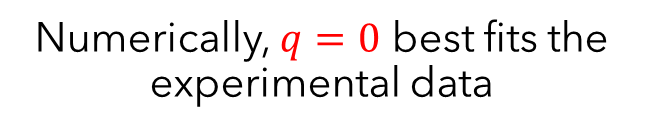 Numerically, q = 0 best fits the
experimental data